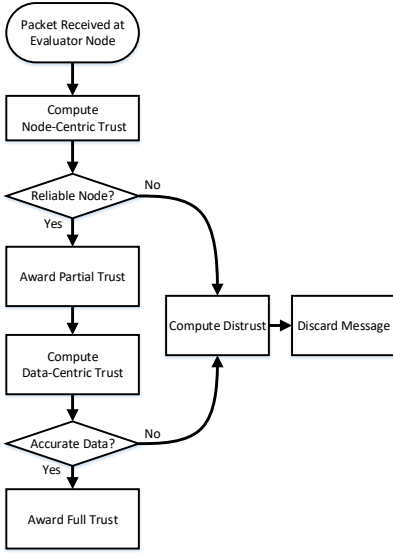 Packet Received at
Evaluator Node
Compute
Node-Centric Trust
Reliable Node?
No
Yes
Award Partial Trust
Compute Distrust
Discard Message
Compute
Data-Centric Trust
Accurate Data?
No
Yes
Award Full Trust